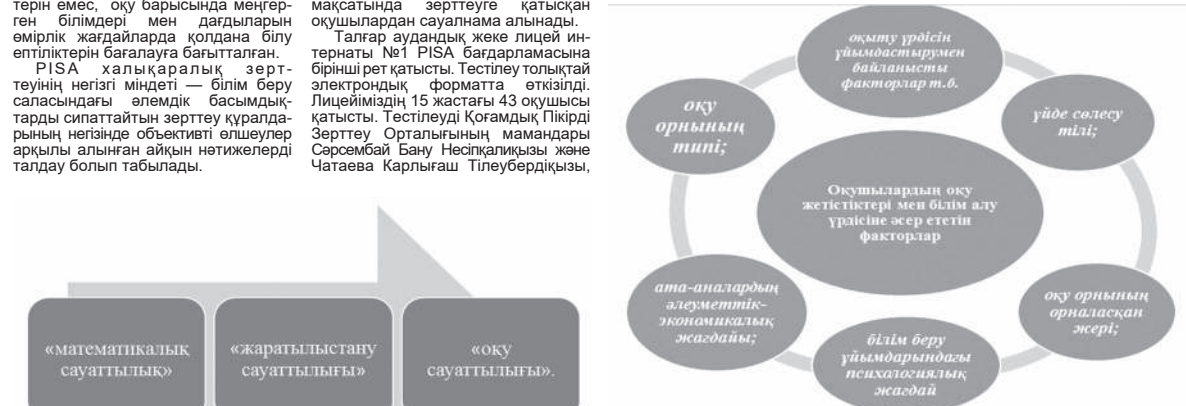 терін емес, оқу барысында меңгер-
ген білімдері мен дағдыларын
өмірлік жағдайларда қолдана білу
ептіліктерін бағалауға бағытталған.
PISA халықаралық зерт-
теуінің негізгі міндеті — білім беру
саласындағы әлемдік басымдық-
тарды сипаттайтын зерттеу құралда-
рының негізінде объективті өлшеулер
арқылы алынған айқын нәтижелерді
талдау болып табылады.
мақсатында зерттеуге қатысқан
оқушылардан сауалнама алынады.
Талғар аудандық жеке лицей ин-
тернаты №1 PISA бағдарламасына
бірінші рет қатысты. Тестілеу толықтай
электрондық форматта өткізілді.
Лицейіміздің 15 жастағы 43 оқушысы
қатысты. Тестілеуді Қоғамдық Пікірді
Зерттеу Орталығының мамандары
Сәрсембай Бану Несіпқалиқызы және
Чатаева Карлығаш Тілеубердіқызы,
«математикалық
сауаттылық»
«жаратылыстану
сауаттылығы»
«оқу
сауаттылығы».
оқыту үрдісін
ұйымдастырумен
байланысты
факторлар т.б.
үйде сөлесу
тілі;
оқу орнының
орналасқан
жері;
білім беру
ұйымдарындағы
психологиялық
жағдай
ата-аналардың
әлеуметтік-
экономикалық
жағдайы;
оқу
орнының
типі;
Оқушылардың оқу
жетістіктері мен білім алу
үрдісіне әсер ететін
факторлар